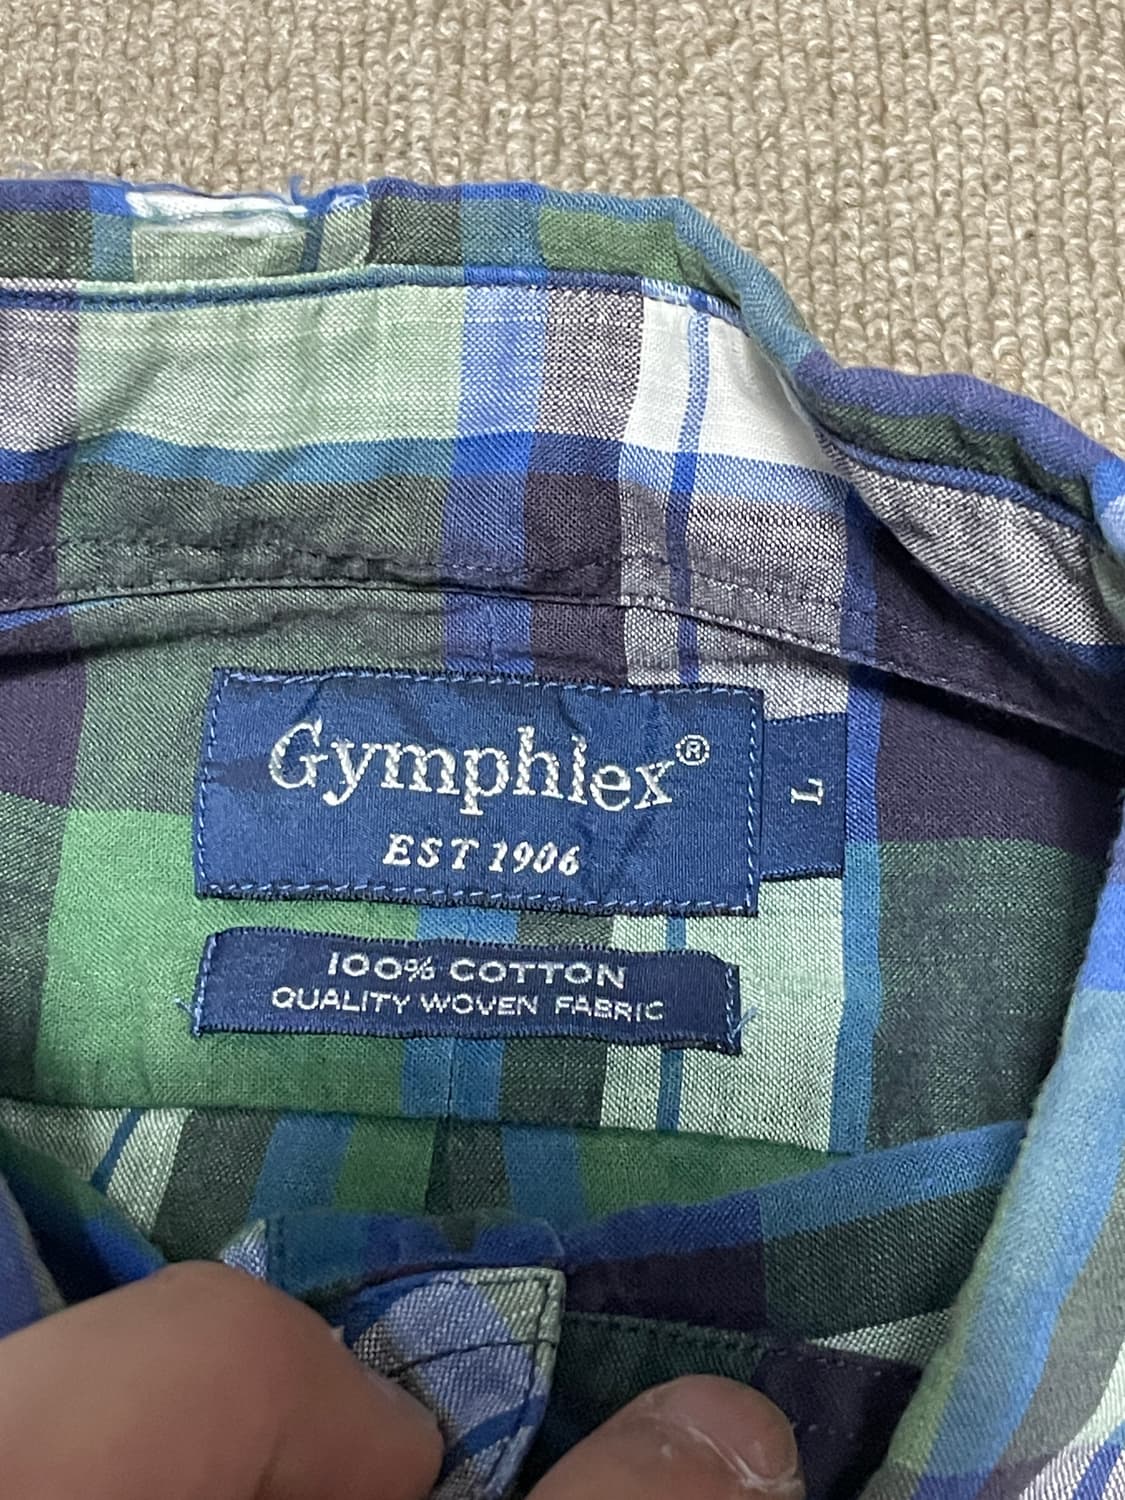 Gymphlex®
EST 1906
L
100% COTTON
QUALITY WOVEN FABRIC